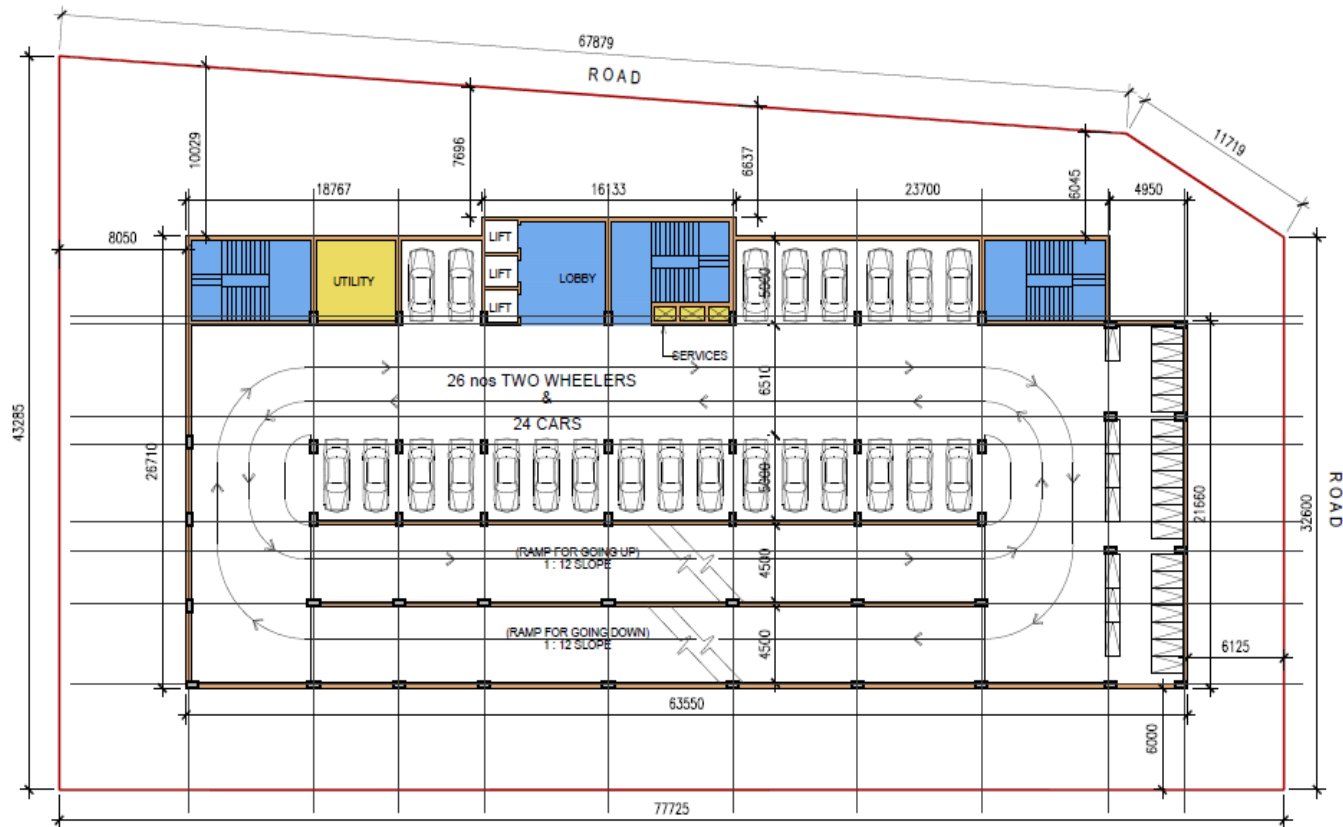 67879
ROAD
11719
10029
7696
6637
6045
18767
16133
23700
4950
8050
LIFT
LIFT
LIFT
UTILITY
LOBBY
5000
SERVICES
26 nos TWO WHEELERS
&
24 CARS
6510
43285
26710
5000
21660
32600
ROAD
(RAMP FOR GOING UP)
1 : 12 SLOPE
4500
(RAMP FOR GOING DOWN)
1 : 12 SLOPE
4500
6125
63550
6000
77725